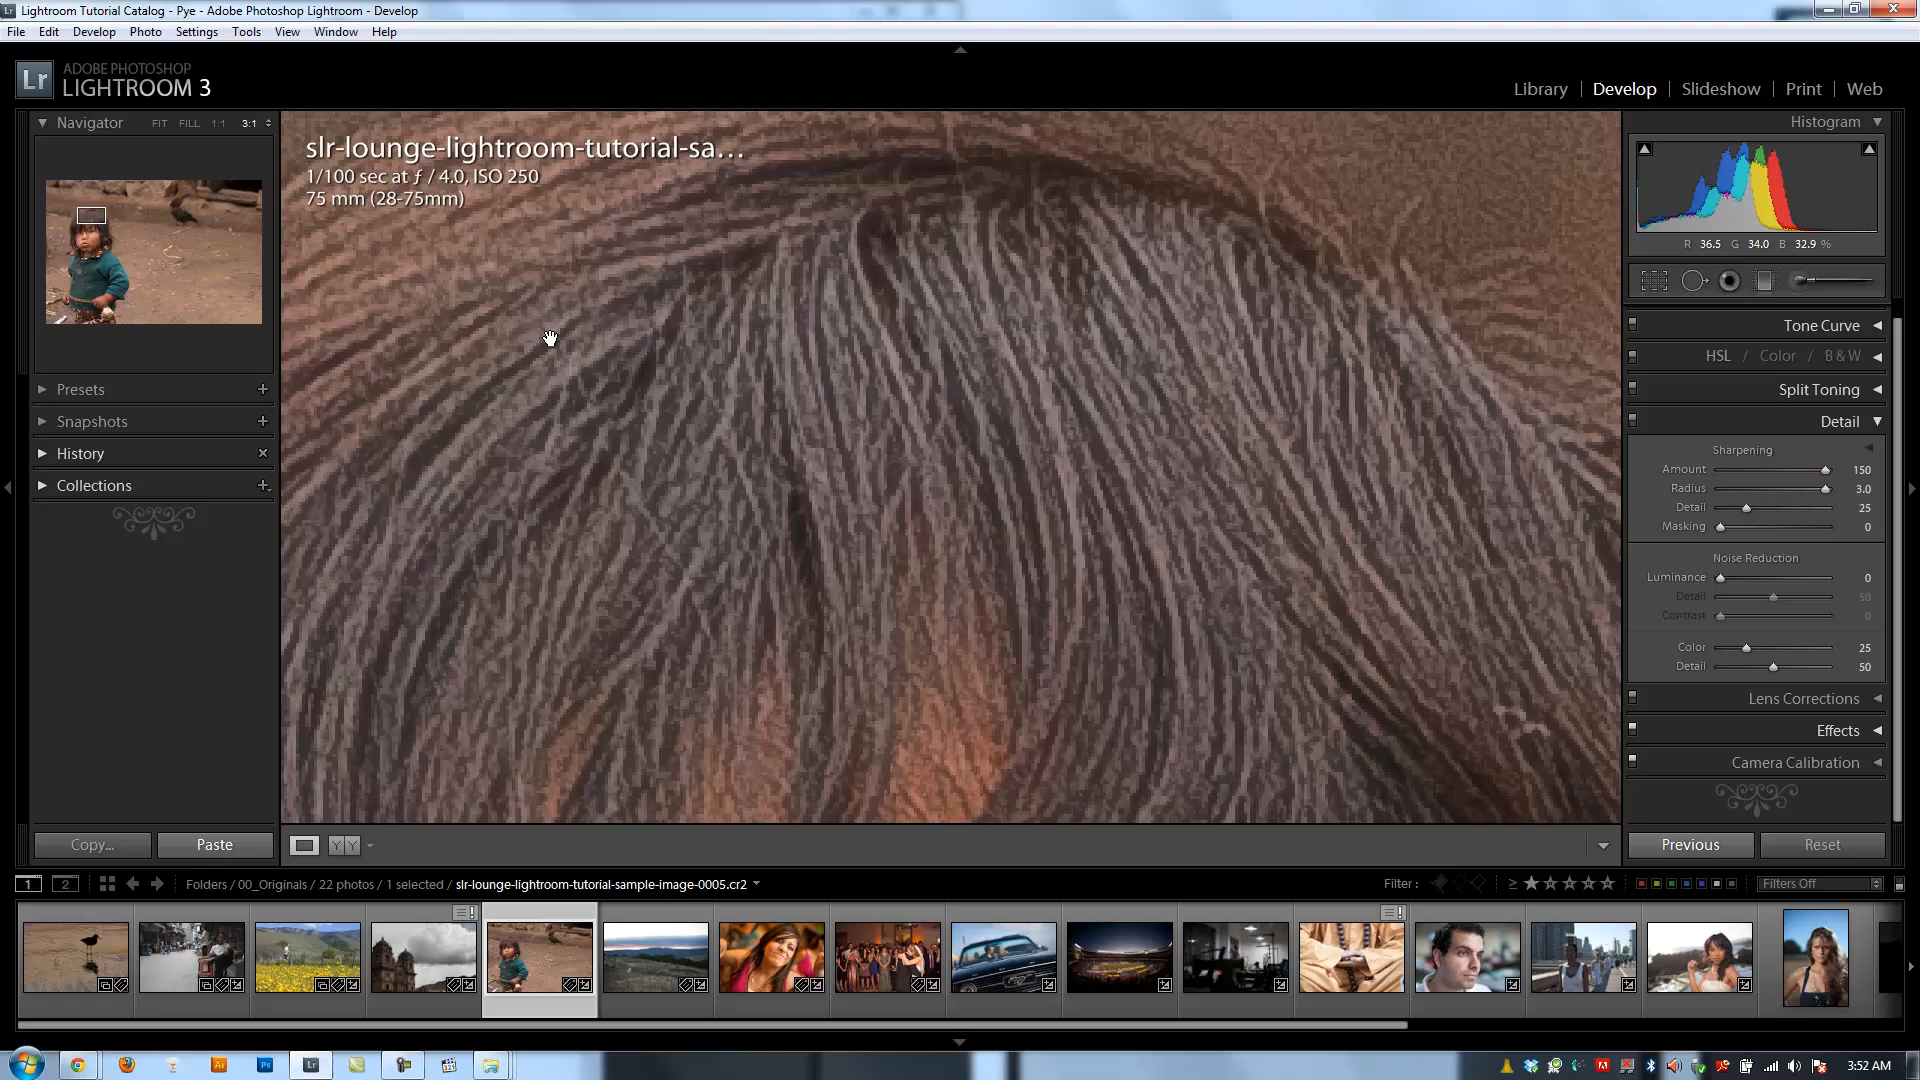 Lightroom Tutorial Catalog - Pye - Adobe Photoshop Lightroom - Develop
File Edit Develop Photo Settings Tools View Window Help
Lr ADOBE PHOTOSHOP
LIGHTROOM 3
Library | Develop | Slideshow | Print | Web
Navigator FIT FILL 1:1 3:1
slr-lounge-lightroom-tutorial-sa...
1/100 sec at ƒ / 4.0, ISO 250
75 mm (28-75mm)
Presets
Snapshots
History
Collections
Copy... Paste
Histogram
R 36.5 G 34.0 B 32.9 %
Tone Curve
HSL / Color / B & W
Split Toning
Detail
Sharpening
Amount 150
Radius 3.0
Detail 25
Masking 0
Noise Reduction
Luminance 0
Detail 50
Contrast 0
Color 25
Detail 50
Lens Corrections
Effects
Camera Calibration
Previous Reset
YY
1 2 Folders / 00_Originals / 22 photos / 1 selected / slr-lounge-lightroom-tutorial-sample-image-0005.cr2
Filter : ≥ Filters Off
Ai Ps Lr
3:52 AM